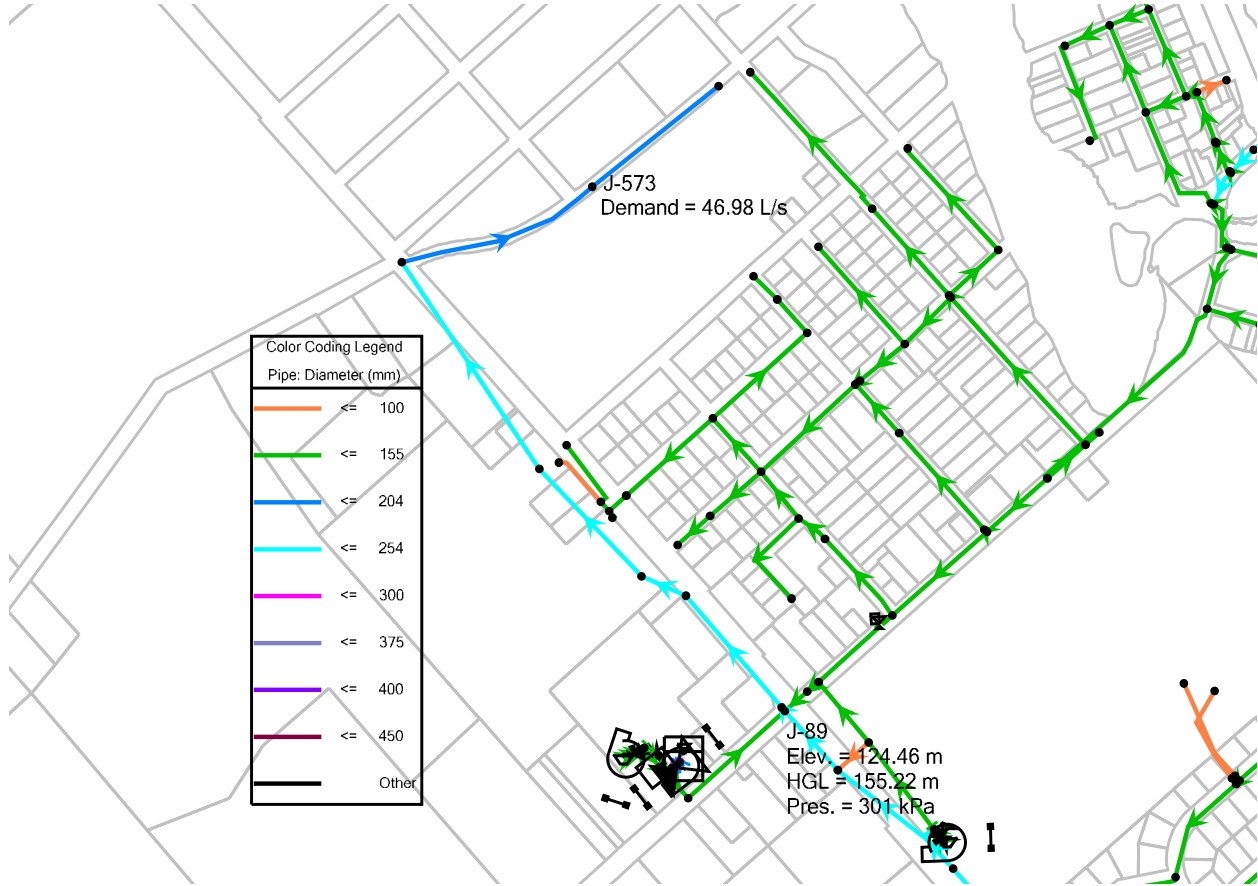 J-573
Demand = 46.98 L/s
Color Coding Legend
Pipe: Diameter (mm)
<= 100
<= 155
<= 204
<= 254
<= 300
<= 375
<= 400
<= 450
Other
J-89
Elev. = 124.46 m
HGL = 155.22 m
Pres. = 301 kPa